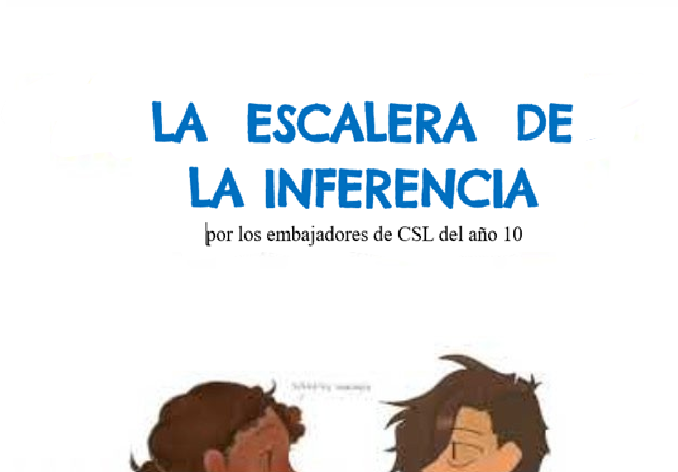 LA ESCALERA DE
LA INFERENCIA
por los embajadores de CSL del año 10